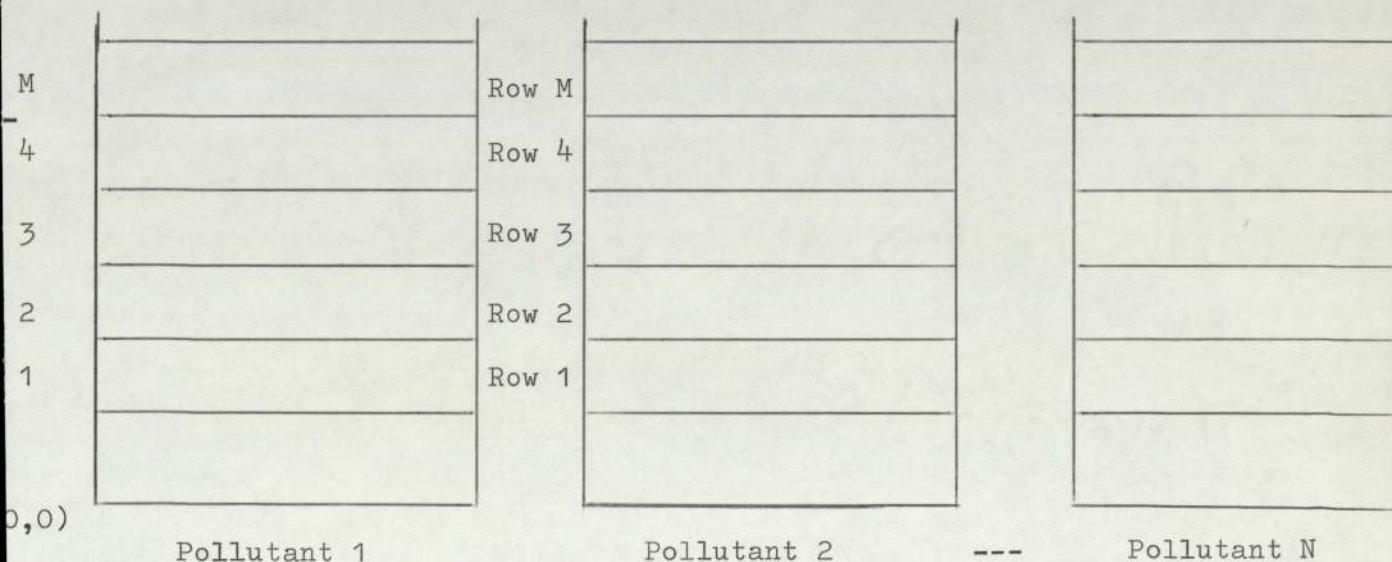 M Row M
4 Row 4
3 Row 3
2 Row 2
1 Row 1
0,0)
Pollutant 1 Pollutant 2 --- Pollutant N